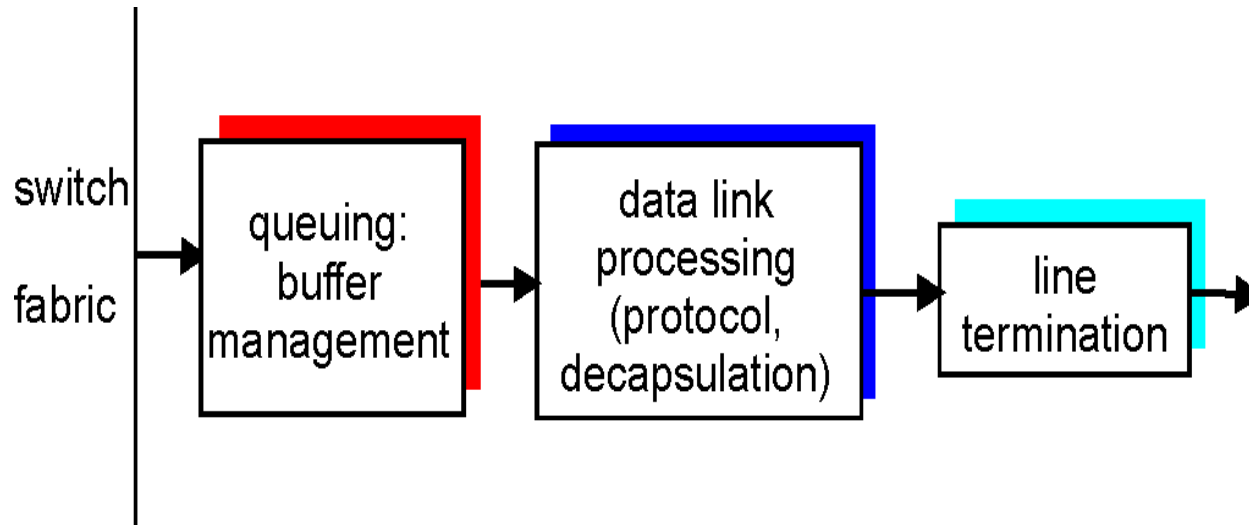 switch
fabric
queuing:
buffer
management
data link
processing
(protocol,
decapsulation)
line
termination